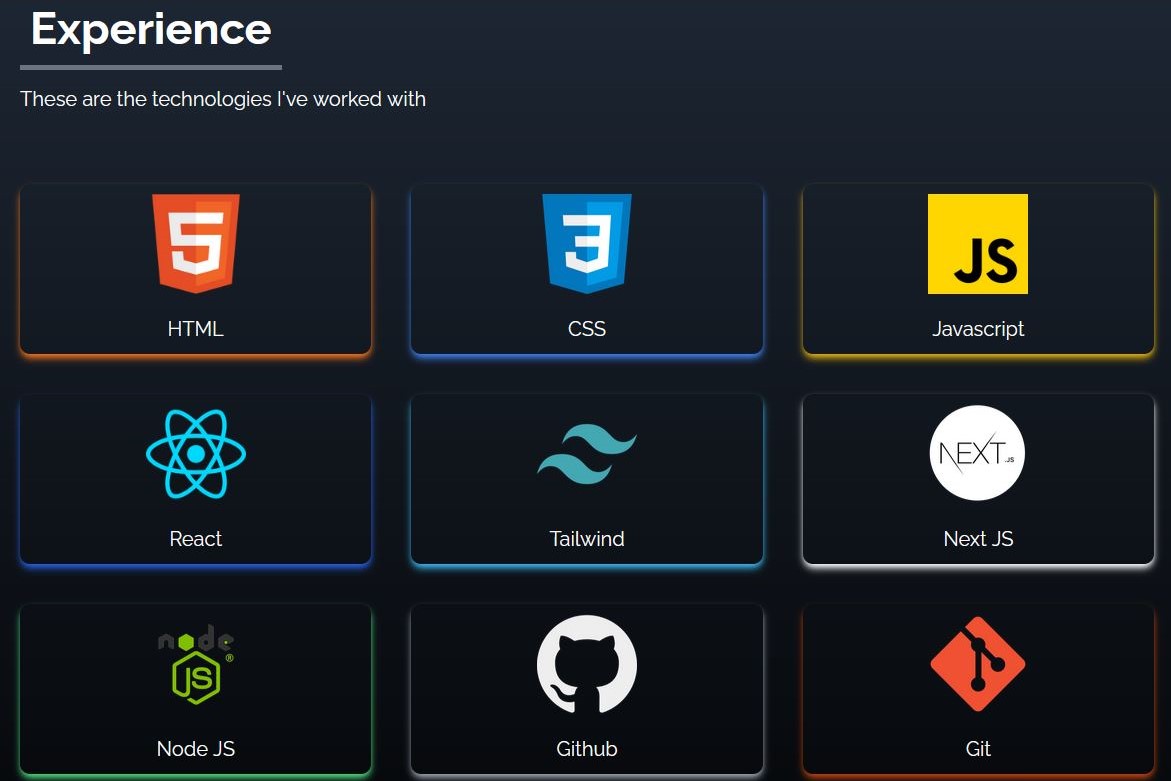 Experience
These are the technologies I've worked with
5
3
JS
HTML
CSS
Javascript
NEXT.JS
React
Tailwind
Next JS
node
JS
®
Node JS
Github
Git